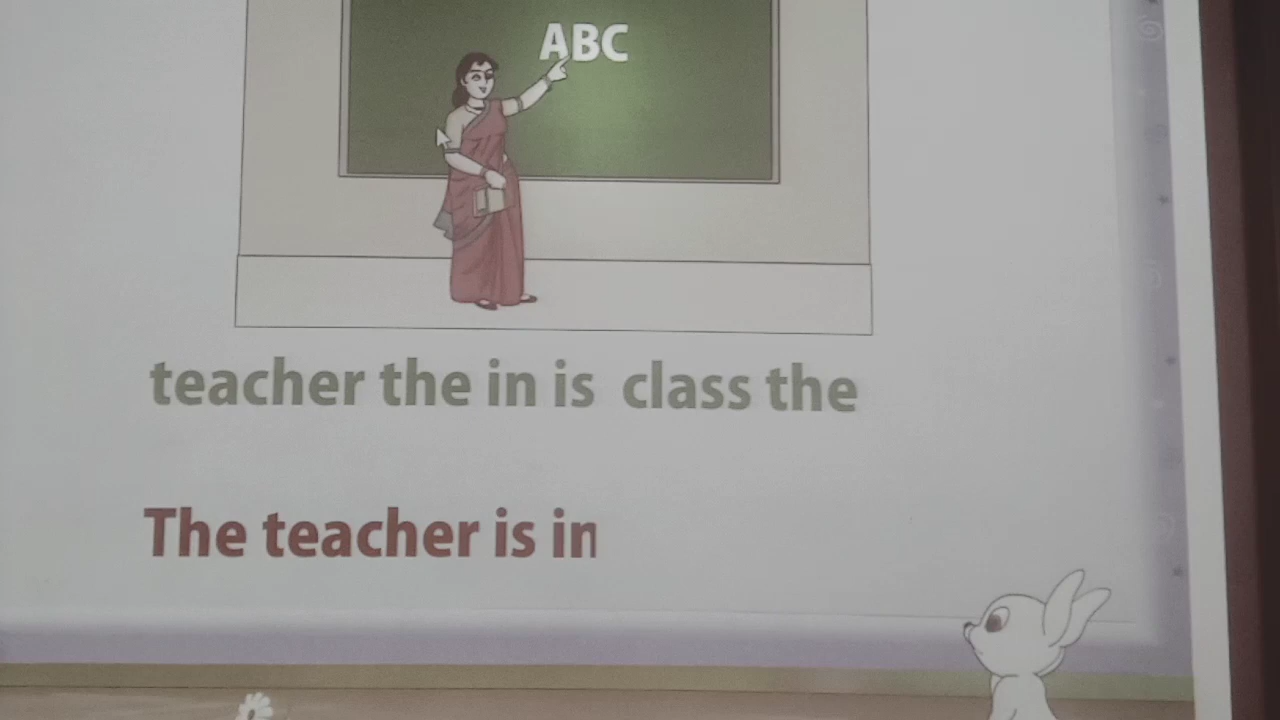 ABC
teacher the in is class the
The teacher is in